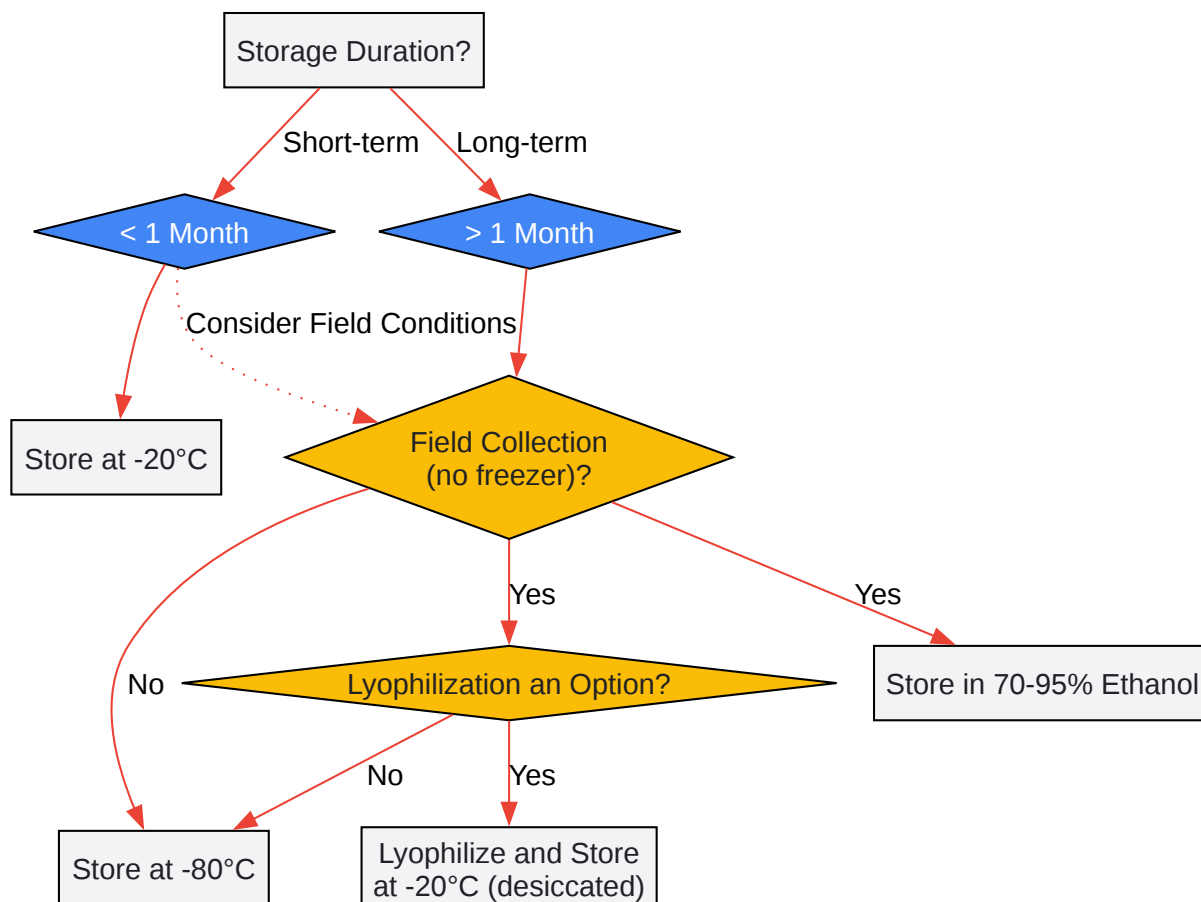 Storage Duration?
Short-term
Long-term
< 1 Month
> 1 Month
Consider Field Conditions
Store at -20°C
Field Collection
(no freezer)?
Yes
Yes
No
Lyophilization an Option?
Store in 70-95% Ethanol
No
Yes
Store at -80°C
Lyophilize and Store
at -20°C (desiccated)